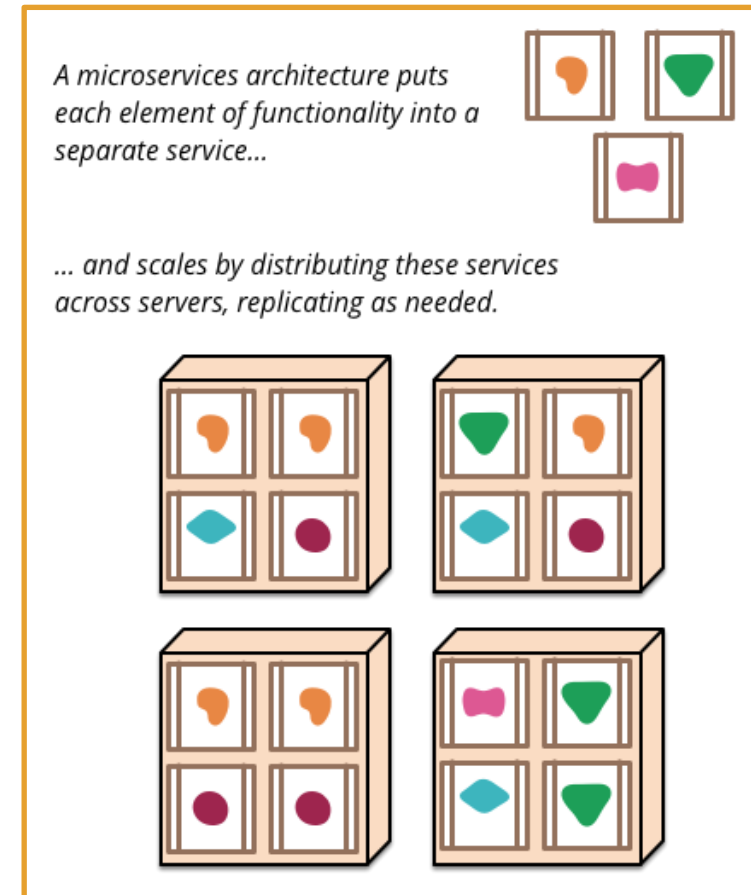 A microservices architecture puts
each element of functionality into a
separate service...
... and scales by distributing these services
across servers, replicating as needed.